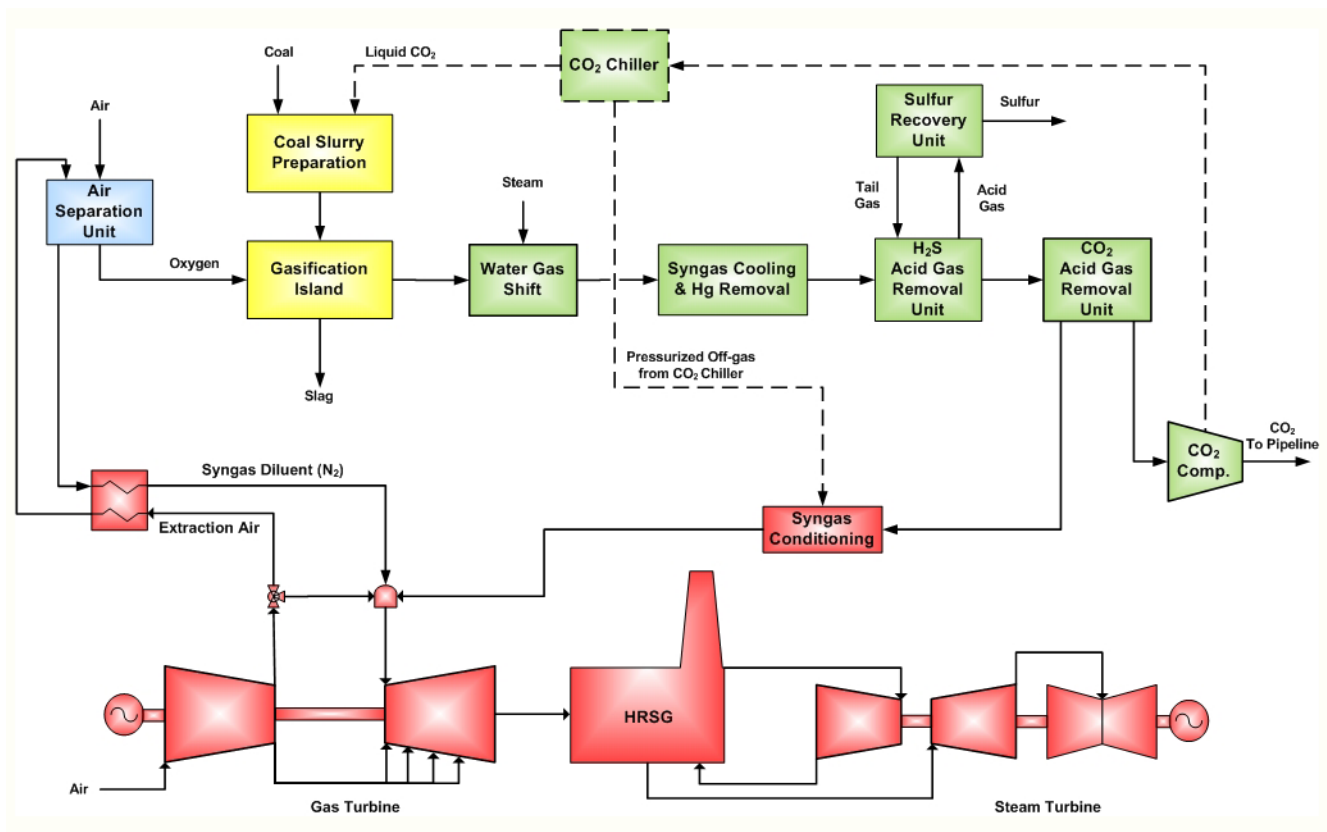 Coal
Liquid CO₂
CO₂ Chiller
Air
Coal Slurry
Preparation
Sulfur
Recovery
Unit
Sulfur
Air
Separation
Unit
Steam
Tail
Gas
Acid
Gas
Oxygen
Gasification
Island
Water Gas
Shift
Syngas Cooling
& Hg Removal
H₂S
Acid Gas
Removal
Unit
CO₂
Acid Gas
Removal
Unit
Slag
Pressurized Off-gas
from CO₂ Chiller
CO₂
Comp.
CO₂
To Pipeline
Syngas Diluent (N₂)
Extraction Air
Syngas
Conditioning
HRSG
Air
Gas Turbine
Steam Turbine